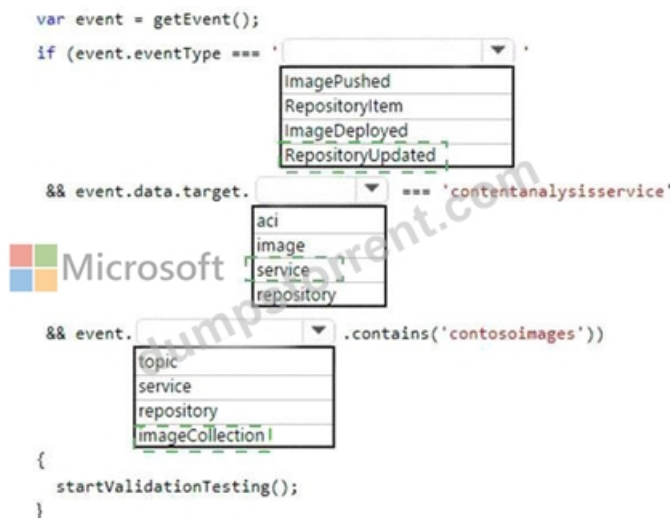 var event = getEvent();
if (event.eventType === ' '
ImagePushed
RepositoryItem
ImageDeployed
RepositoryUpdated
&& event.data.target. === 'contentanalysisservice'
aci
image
service
repository
Microsoft
dumpstorrent.com
&& event. .contains('contosoimages'))
topic
service
repository
imageCollection
{
startValidationTesting();
}